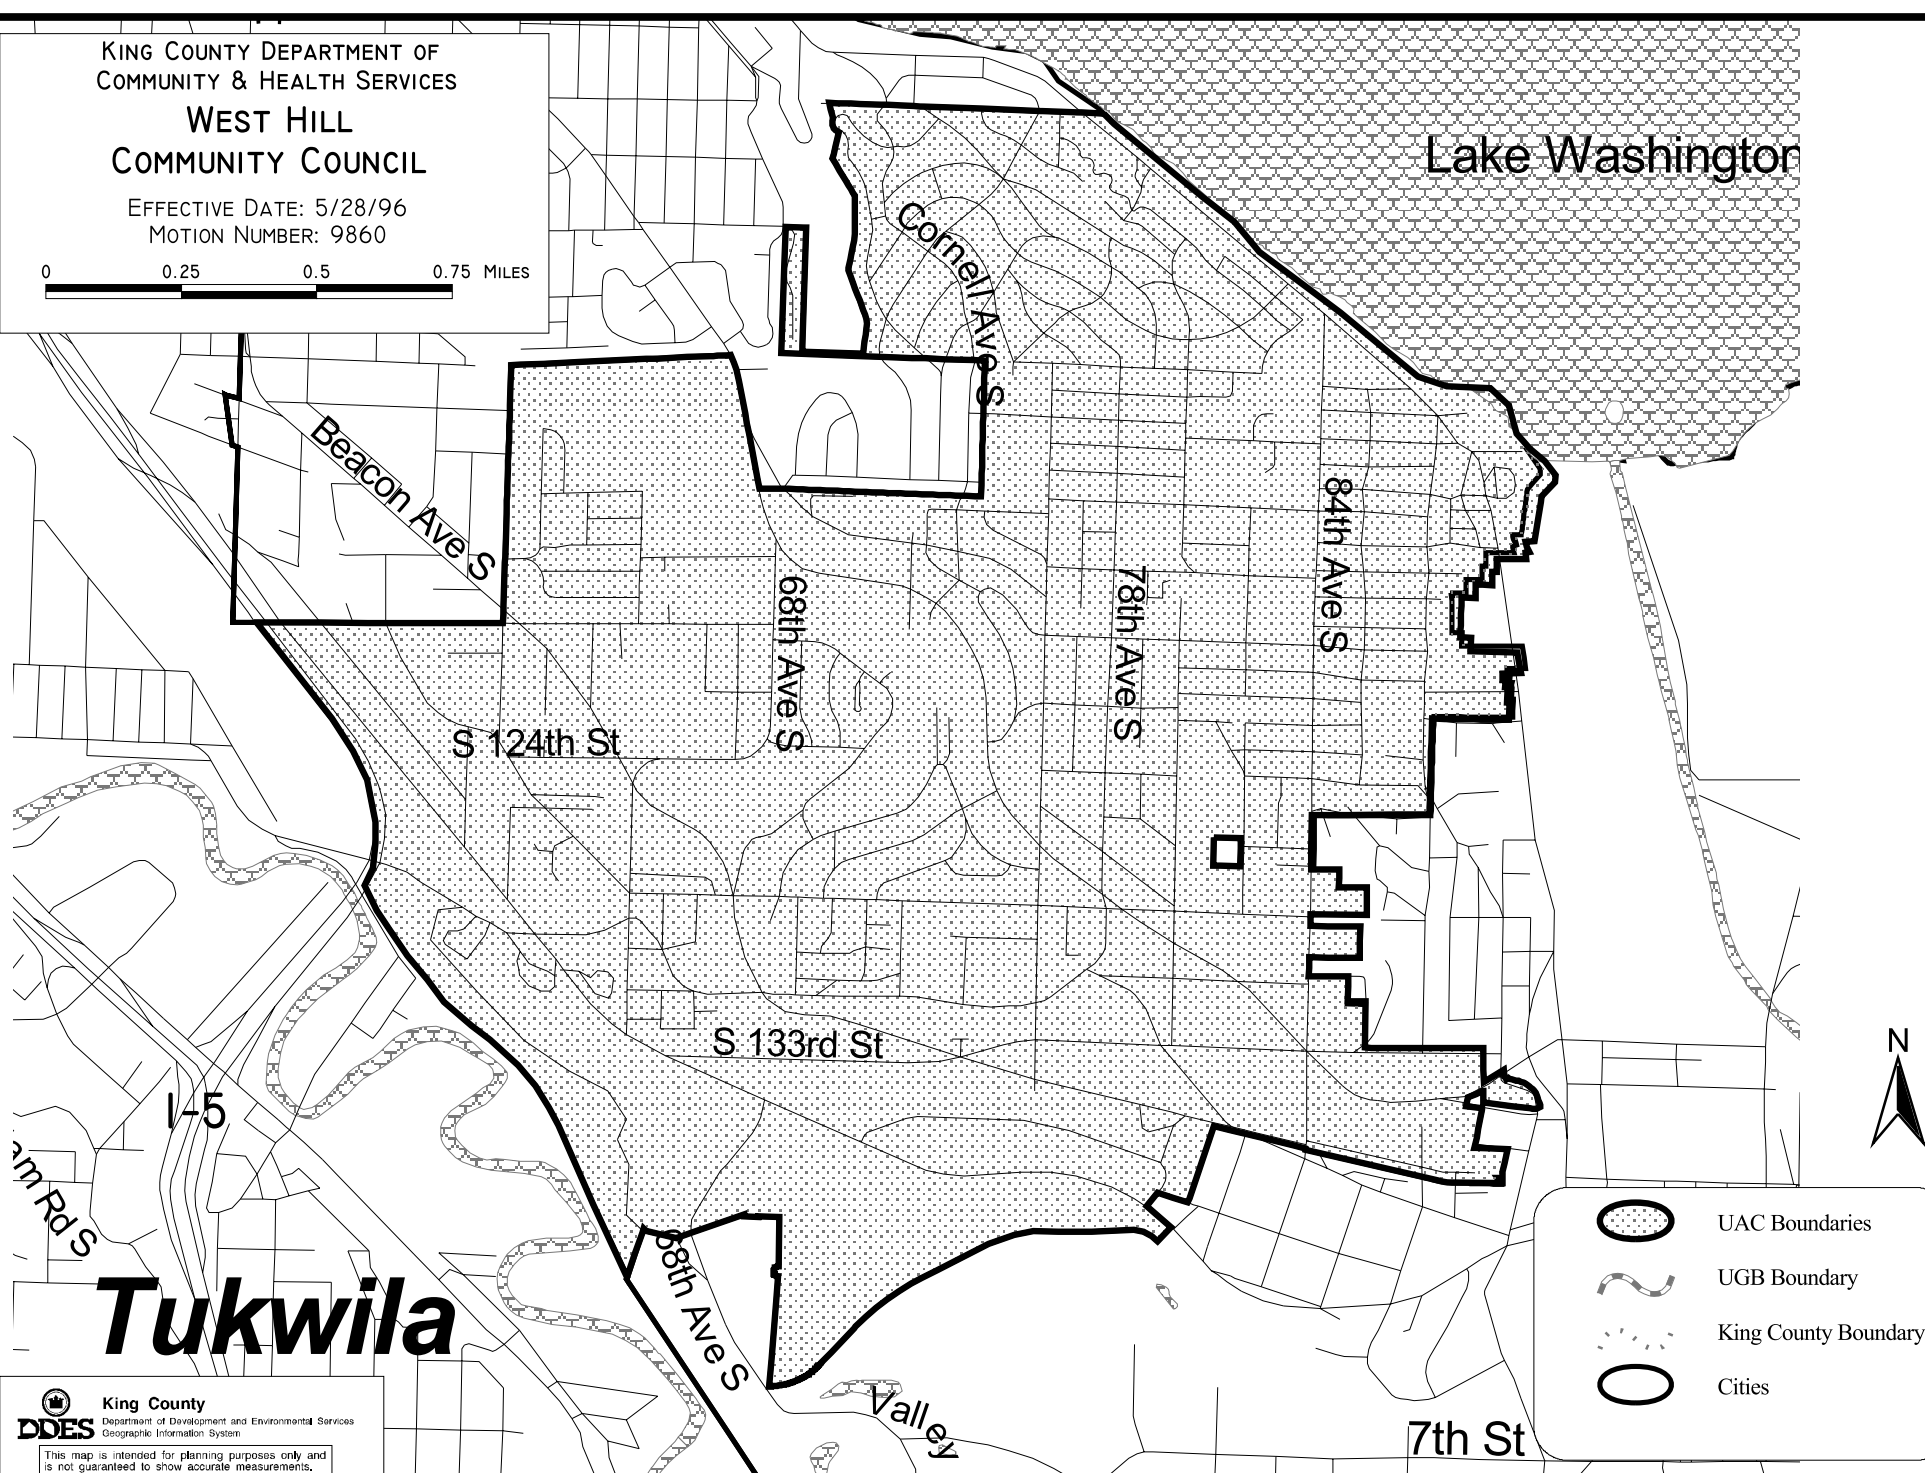 KING COUNTY DEPARTMENT OF
COMMUNITY & HEALTH SERVICES
WEST HILL
COMMUNITY COUNCIL
EFFECTIVE DATE: 5/28/96
MOTION NUMBER: 9860
0 0.25 0.5 0.75 MILES
Lake Washington
Cornell Ave S
Beacon Ave S
84th Ave S
68th Ave S
78th Ave S
S 124th St
S 133rd St
I-5
am Rd S
68th Ave S
Tukwila
Valley
7th St
N
UAC Boundaries
UGB Boundary
King County Boundary
Cities
DDES
King County
Department of Development and Environmental Services
Geographic Information System
This map is intended for planning purposes only and
is not guaranteed to show accurate measurements.